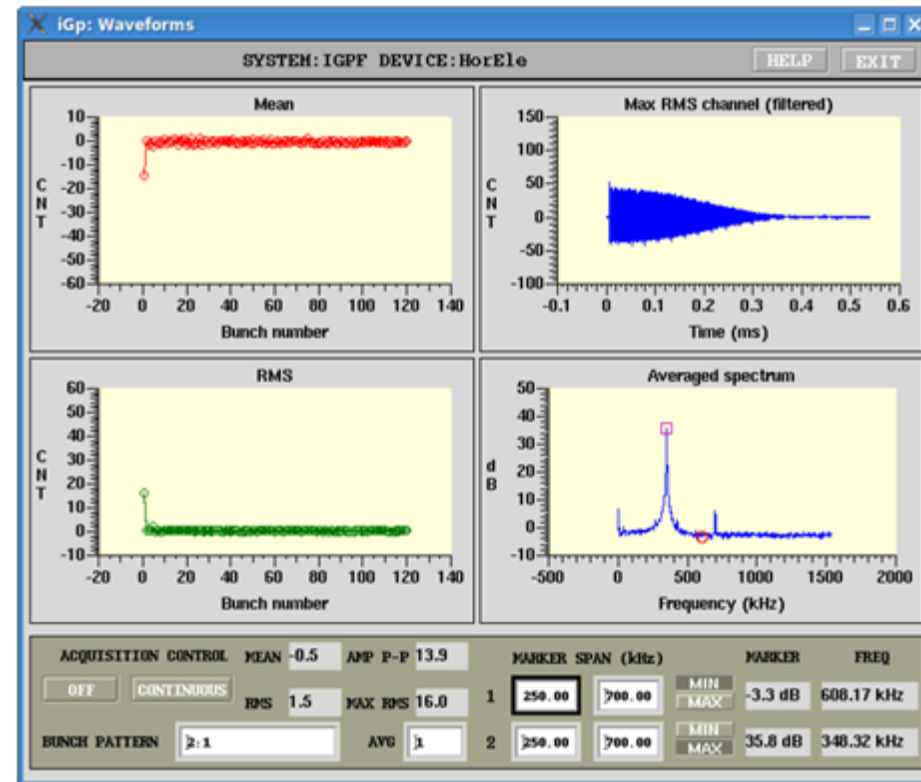 iGp: Waveforms
SYSTEM:IGPF DEVICE:HorEle
HELP
EXIT
Mean
10
0
-10
-20
-30
-40
-50
-60
C
N
T
-20 0 20 40 60 80 100 120 140
Bunch number
Max RMS channel (filtered)
150
100
50
0
-50
-100
C
N
T
-0.1 0 0.1 0.2 0.3 0.4 0.5 0.6
Time (ms)
RMS
60
50
40
30
20
10
0
-10
C
N
T
-20 0 20 40 60 80 100 120 140
Bunch number
Averaged spectrum
50
40
30
20
10
0
-10
d
B
-500 0 500 1000 1500 2000
Frequency (kHz)
ACQUISITION CONTROL MEAN -0.5 AMP P-P 13.9
OFF CONTINUOUS
RMS 1.5 MAX RMS 16.0
BUNCH PATTERN 2:1 AVG 1
MARKER SPAN (kHz) MARKER FREQ
1 250.00 700.00 MIN MAX -3.3 dB 608.17 kHz
2 250.00 700.00 MIN MAX 35.8 dB 348.32 kHz